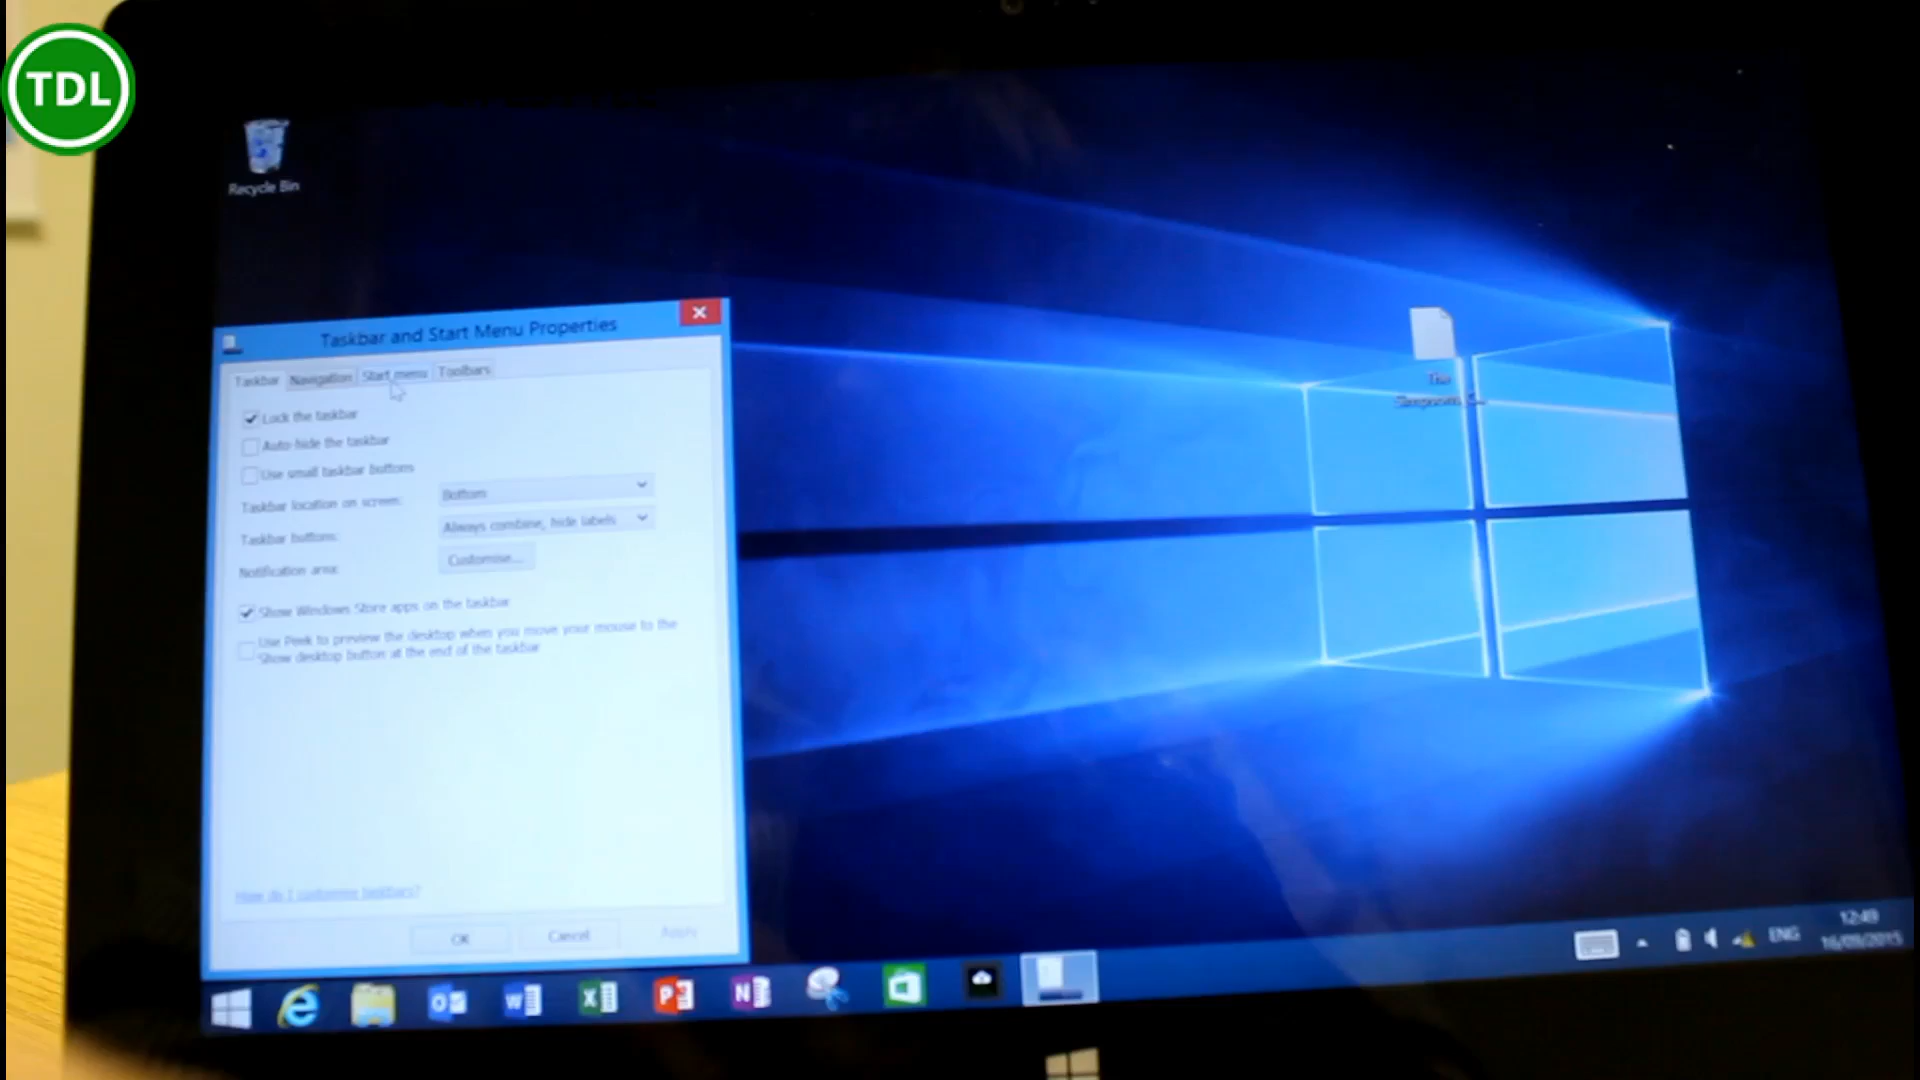 TDL
Recycle Bin
Taskbar and Start Menu Properties
Taskbar Navigation Start menu Toolbars
Lock the taskbar
Auto-hide the taskbar
Use small taskbar buttons
Taskbar location on screen: Bottom
Taskbar buttons: Always combine, hide labels
Notification area: Customise...
Show Windows Store apps on the taskbar
Use Peek to preview the desktop when you move your mouse to the
Show desktop button at the end of the taskbar
How do I customise taskbars?
OK Cancel Apply
The
Simpsons
ENG
12:49
16/09/2015